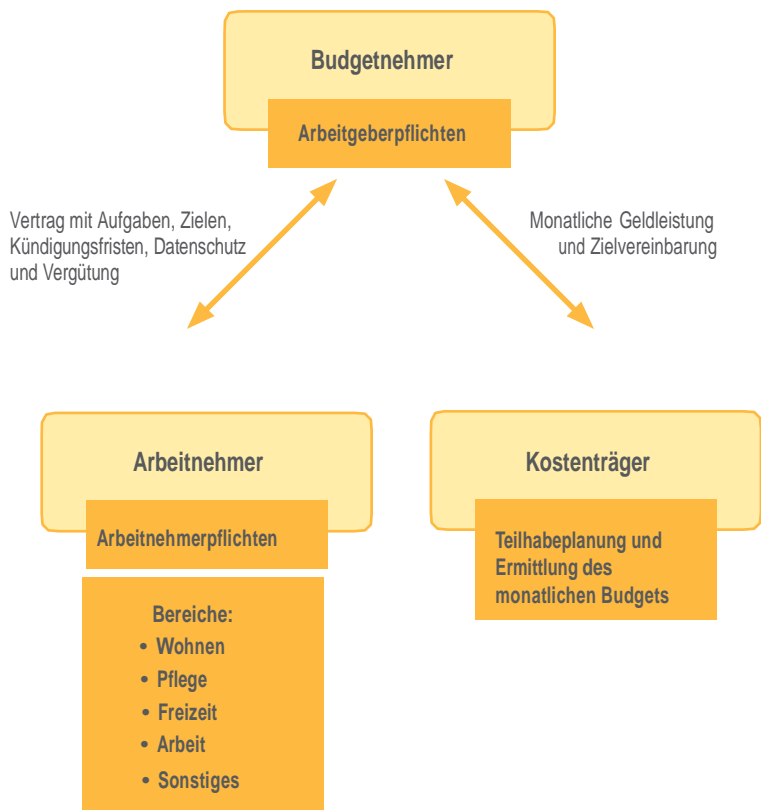 Budgetnehmer
Arbeitgeberpflichten
Vertrag mit Aufgaben, Zielen,
Kündigungsfristen, Datenschutz
und Vergütung
Monatliche Geldleistung
und Zielvereinbarung
Arbeitnehmer
Arbeitnehmerpflichten
Bereiche:
• Wohnen
• Pflege
• Freizeit
• Arbeit
• Sonstiges
Kostenträger
Teilhabeplanung und
Ermittlung des
monatlichen Budgets